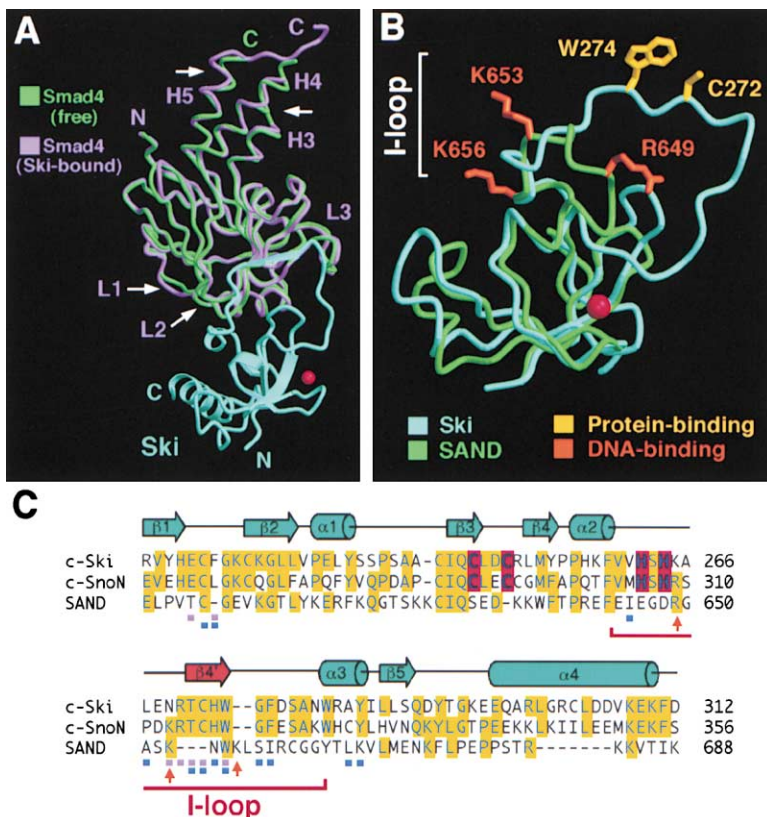 A
C C
H5 H4
Smad4
(free)
N
H3
Smad4
(Ski-bound)
L3
L1
L2
C
Ski
N
B
W274
K653
C272
I-loop
K656
R649
Ski
Protein-binding
SAND
DNA-binding
C
β1 β2 α1 β3 β4 α2
c-Ski RVYHECFGKCKGLLVPELYSSPSAA-CIQCLDCRLMYPPHKFVVHSHKA 266
c-SnoN EVEHECLGKCQGLFAPQFYVQPDAP-CIQCLECCGMFAPQTFVMHSHRS 310
SAND ELPVTC-GEVKGTLYKERFKQGTSKKCIQSED-KKWFTPREFEIEGDRG 650
β4' α3 β5 α4
c-Ski LENRTCHW--GFDSANWRAYILLSQDYTGKEEQARLGRCLDDVKEKFD 312
c-SnoN PDKRTCHW--GFESAKWHCYLHVNQKYLGTPEEKKLKIILEEMKEKFS 356
SAND ASK---NWKLSIRCGGYTLKVLMENKFLPEPPSTR------KKVTIK 688
I-loop